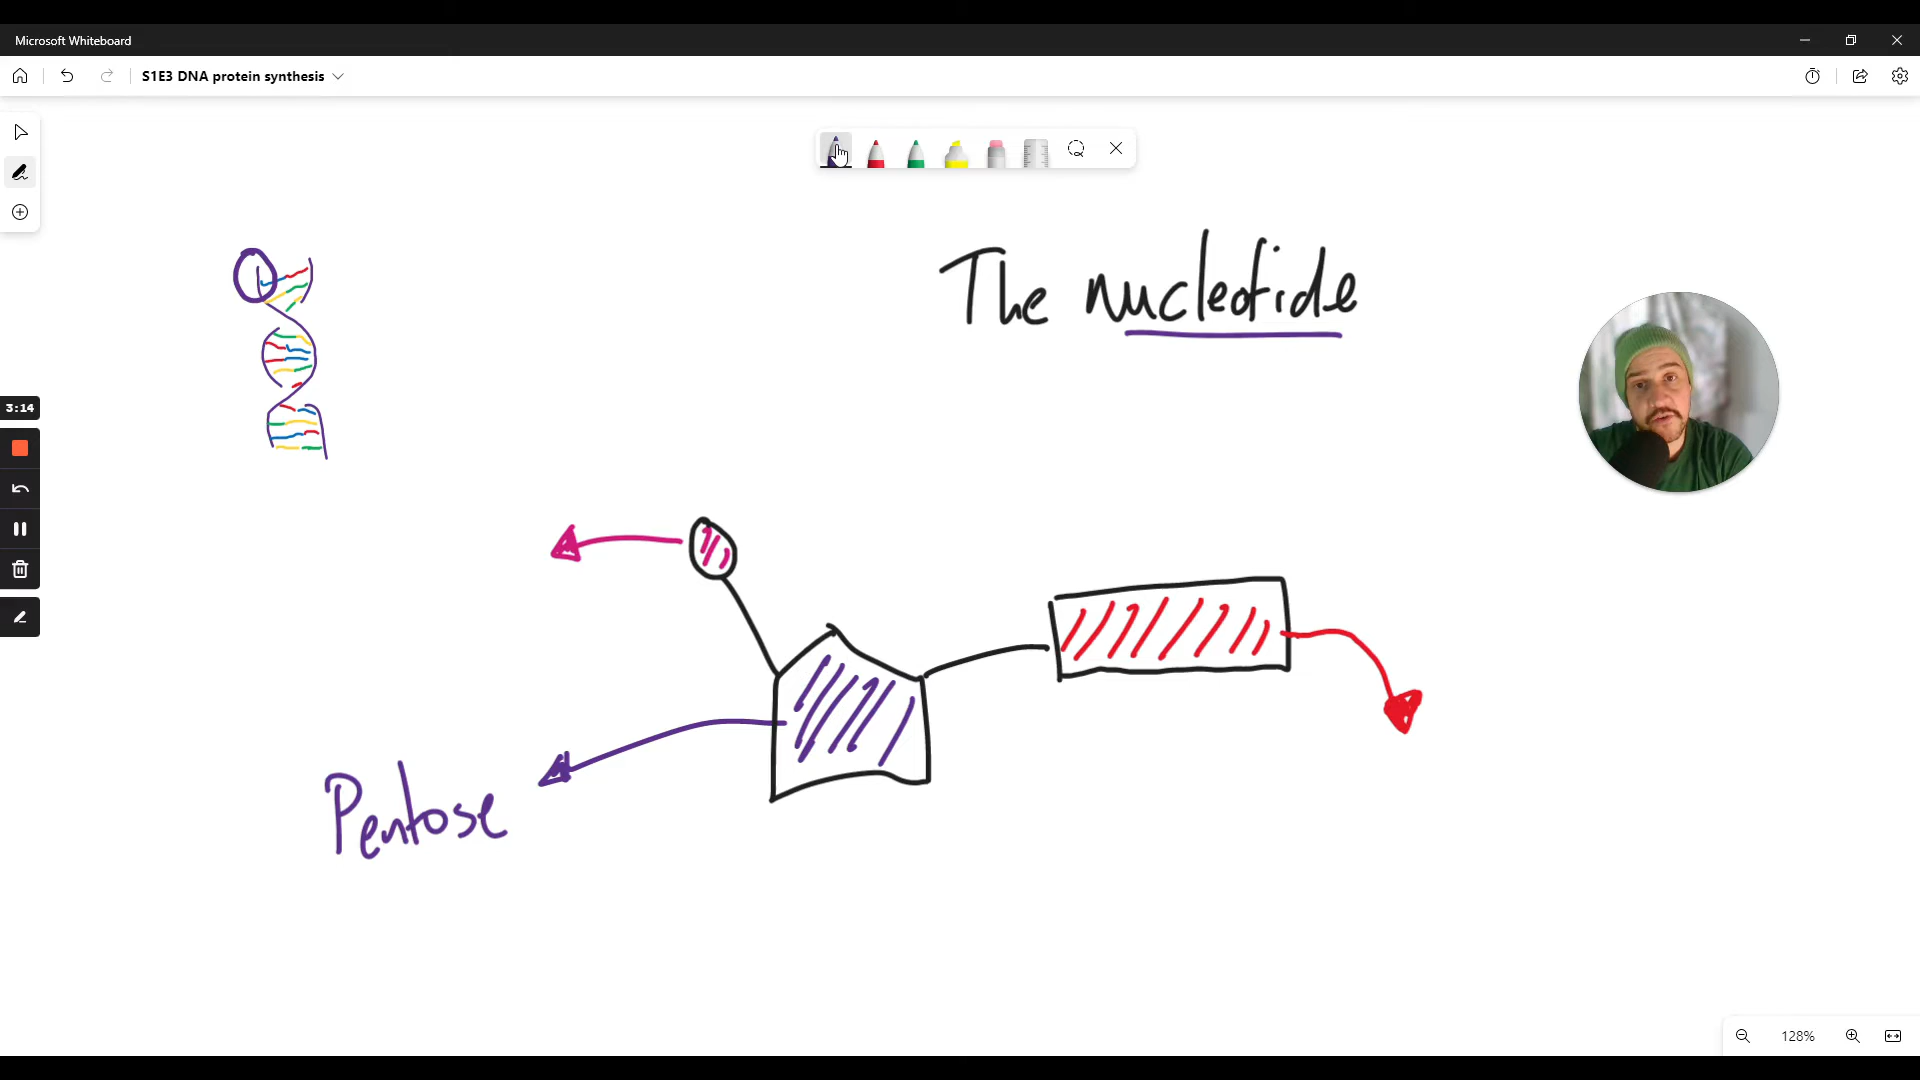 Microsoft Whiteboard
S1E3 DNA protein synthesis
The nucleotide
3:14
Pentose
128%